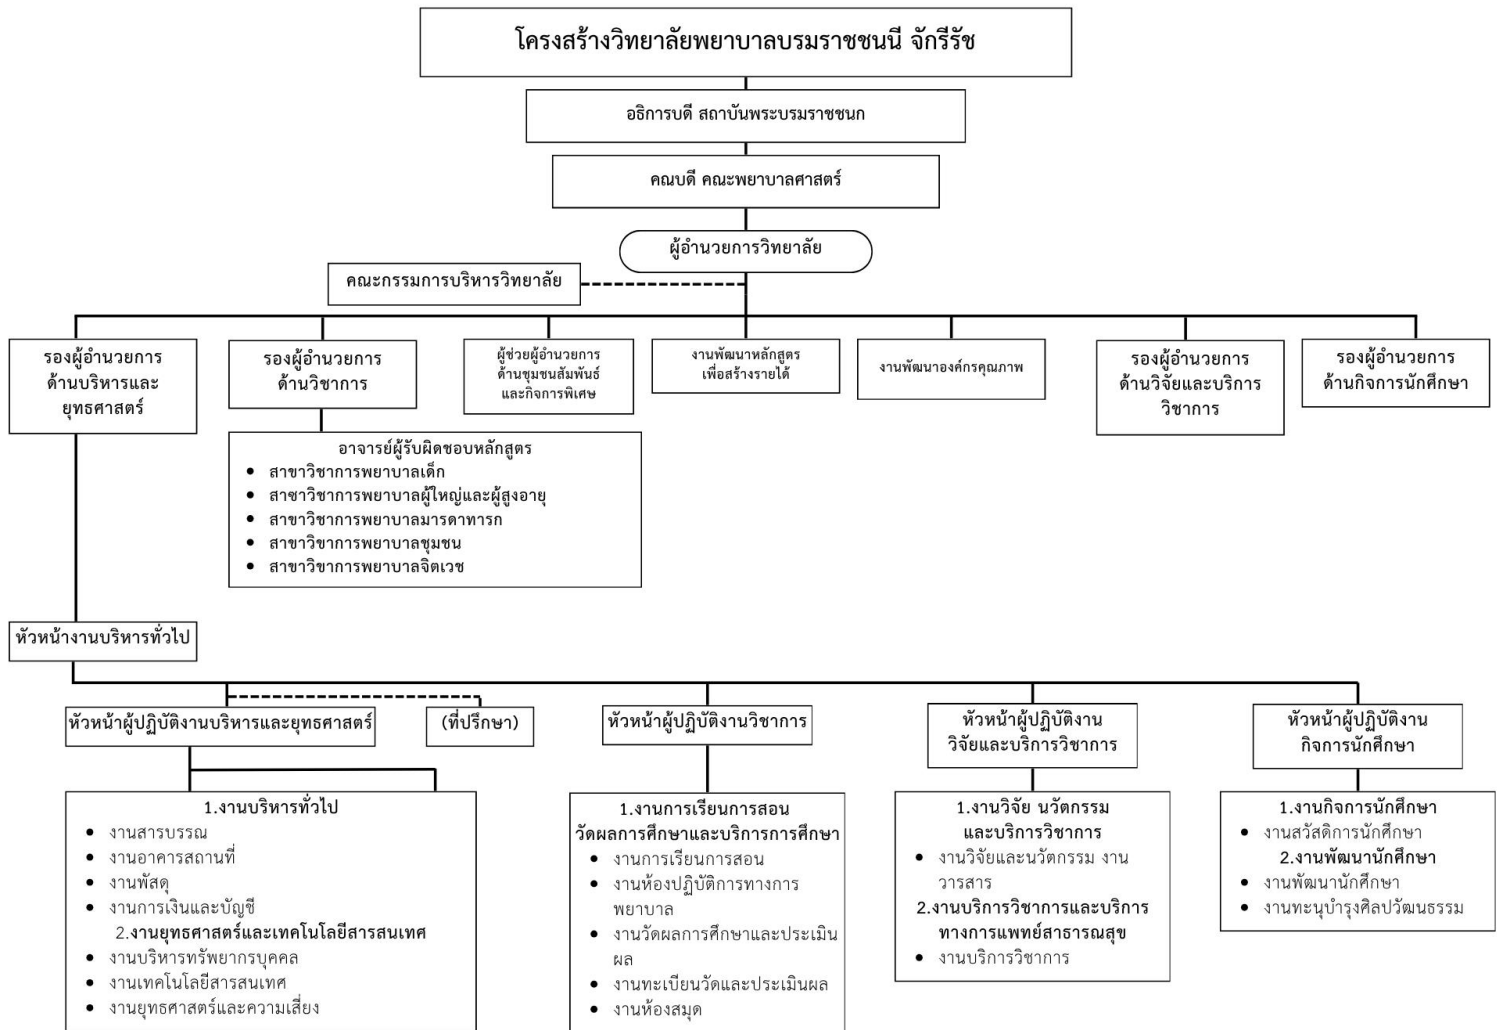 โครงสร้างวิทยาลัยพยาบาลบรมราชชนนี จักรีรัช
อธิการบดี สถาบันพระบรมราชชนก
คณบดี คณะพยาบาลศาสตร์
ผู้อำนวยการวิทยาลัย
คณะกรรมการบริหารวิทยาลัย
รองผู้อำนวยการ
ด้านบริหารและ
ยุทธศาสตร์
รองผู้อำนวยการ
ด้านวิชาการ
ผู้ช่วยผู้อำนวยการ
ด้านชุมชนสัมพันธ์
และกิจการพิเศษ
งานพัฒนาหลักสูตร
เพื่อสร้างรายได้
งานพัฒนาองค์กรคุณภาพ
รองผู้อำนวยการ
ด้านวิจัยและบริการ
วิชาการ
รองผู้อำนวยการ
ด้านกิจการนักศึกษา
อาจารย์ผู้รับผิดชอบหลักสูตร
• สาขาวิชาการพยาบาลเด็ก
• สาซาวิชาการพยาบาลผู้ใหญ่และผู้สูงอายุ
• สาขาวิชาการพยาบาลมารดาทารก
• สาขาวิขาการพยาบาลชุมชน
• สาขาวิขาการพยาบาลจิตเวช
หัวหน้างานบริหารทั่วไป
หัวหน้าผู้ปฏิบัติงานบริหารและยุทธศาสตร์
(ที่ปรึกษา)
หัวหน้าผู้ปฏิบัติงานวิชาการ
หัวหน้าผู้ปฏิบัติงาน
วิจัยและบริการวิชาการ
หัวหน้าผู้ปฏิบัติงาน
กิจการนักศึกษา
1.งานบริหารทั่วไป
• งานสารบรรณ
• งานอาคารสถานที่
• งานพัสดุ
• งานการเงินและบัญชี
2.งานยุทธศาสตร์และเทคโนโลยีสารสนเทศ
• งานบริหารทรัพยากรบุคคล
• งานเทคโนโลยีสารสนเทศ
• งานยุทธศาสตร์และความเสี่ยง
1.งานการเรียนการสอน
วัดผลการศึกษาและบริการการศึกษา
• งานการเรียนการสอน
• งานห้องปฏิบัติการทางการ
พยาบาล
• งานวัดผลการศึกษาและประเมิน
ผล
• งานทะเบียนวัดและประเมินผล
• งานห้องสมุด
1.งานวิจัย นวัตกรรม
และบริการวิชาการ
• งานวิจัยและนวัตกรรม งาน
วารสาร
2.งานบริการวิชาการและบริการ
ทางการแพทย์สาธารณสุข
• งานบริการวิชาการ
1.งานกิจการนักศึกษา
• งานสวัสดิการนักศึกษา
2.งานพัฒนานักศึกษา
• งานพัฒนานักศึกษา
• งานทะนุบำรุงศิลปวัฒนธรรม